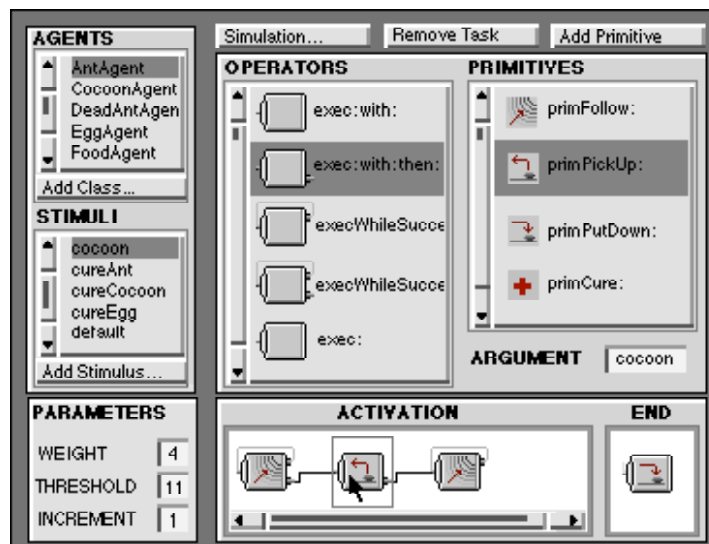 AGENTS
AntAgent
CocoonAgent
DeadAntAgen
EggAgent
FoodAgent
Add Class...
STIMULI
cocoon
cureAnt
cureCocoon
cureEgg
default
Add Stimulus...
Simulation...
Remove Task
Add Primitive
OPERATORS
exec:with:
exec:with:then:
execWhileSucce
execWhileSucce
exec:
PRIMITIVES
primFollow:
primPickUp:
primPutDown:
primCure:
ARGUMENT cocoon
PARAMETERS
WEIGHT 4
THRESHOLD 11
INCREMENT 1
ACTIVATION
END